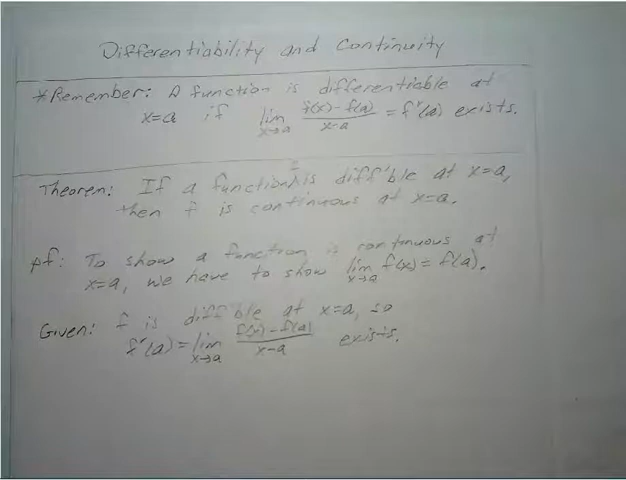 Differentiability and Continuity
*Remember: A function is differentiable at
x=a if lim x→a (f(x)-f(a))/(x-a) = f'(a) exists.
Theorem: If a function f is diff'ble at x=a,
then f is continuous at x=a.
pf: To show a function is continuous at
x=a, we have to show lim x→a f(x) = f(a).
Given: f is diff'ble at x=a, so
f'(a) = lim x→a (f(x)-f(a))/(x-a) exists.